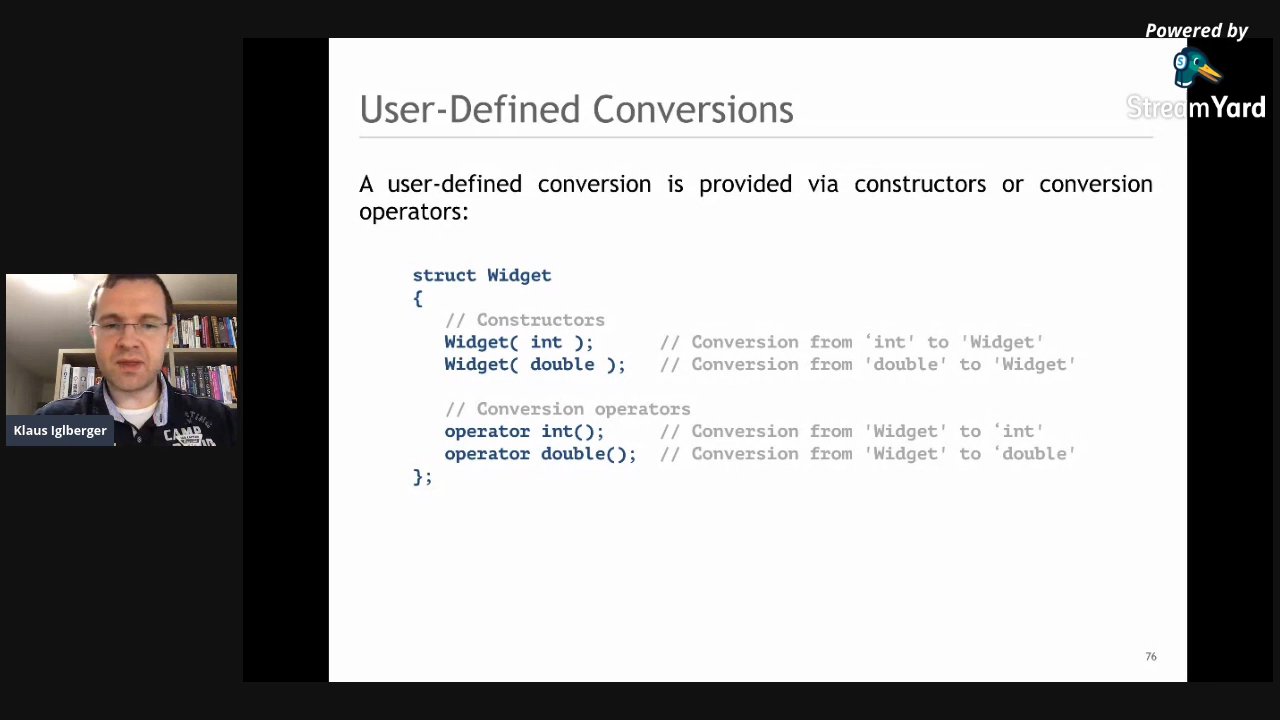 Powered by
StreamYard
User-Defined Conversions
A user-defined conversion is provided via constructors or conversion
operators:
struct Widget
{
// Constructors
Widget( int ); // Conversion from ‘int' to 'Widget'
Widget( double ); // Conversion from 'double' to 'Widget'
// Conversion operators
operator int(); // Conversion from 'Widget' to ‘int'
operator double(); // Conversion from 'Widget' to ‘double'
};
Klaus Iglberger
CAMP
76